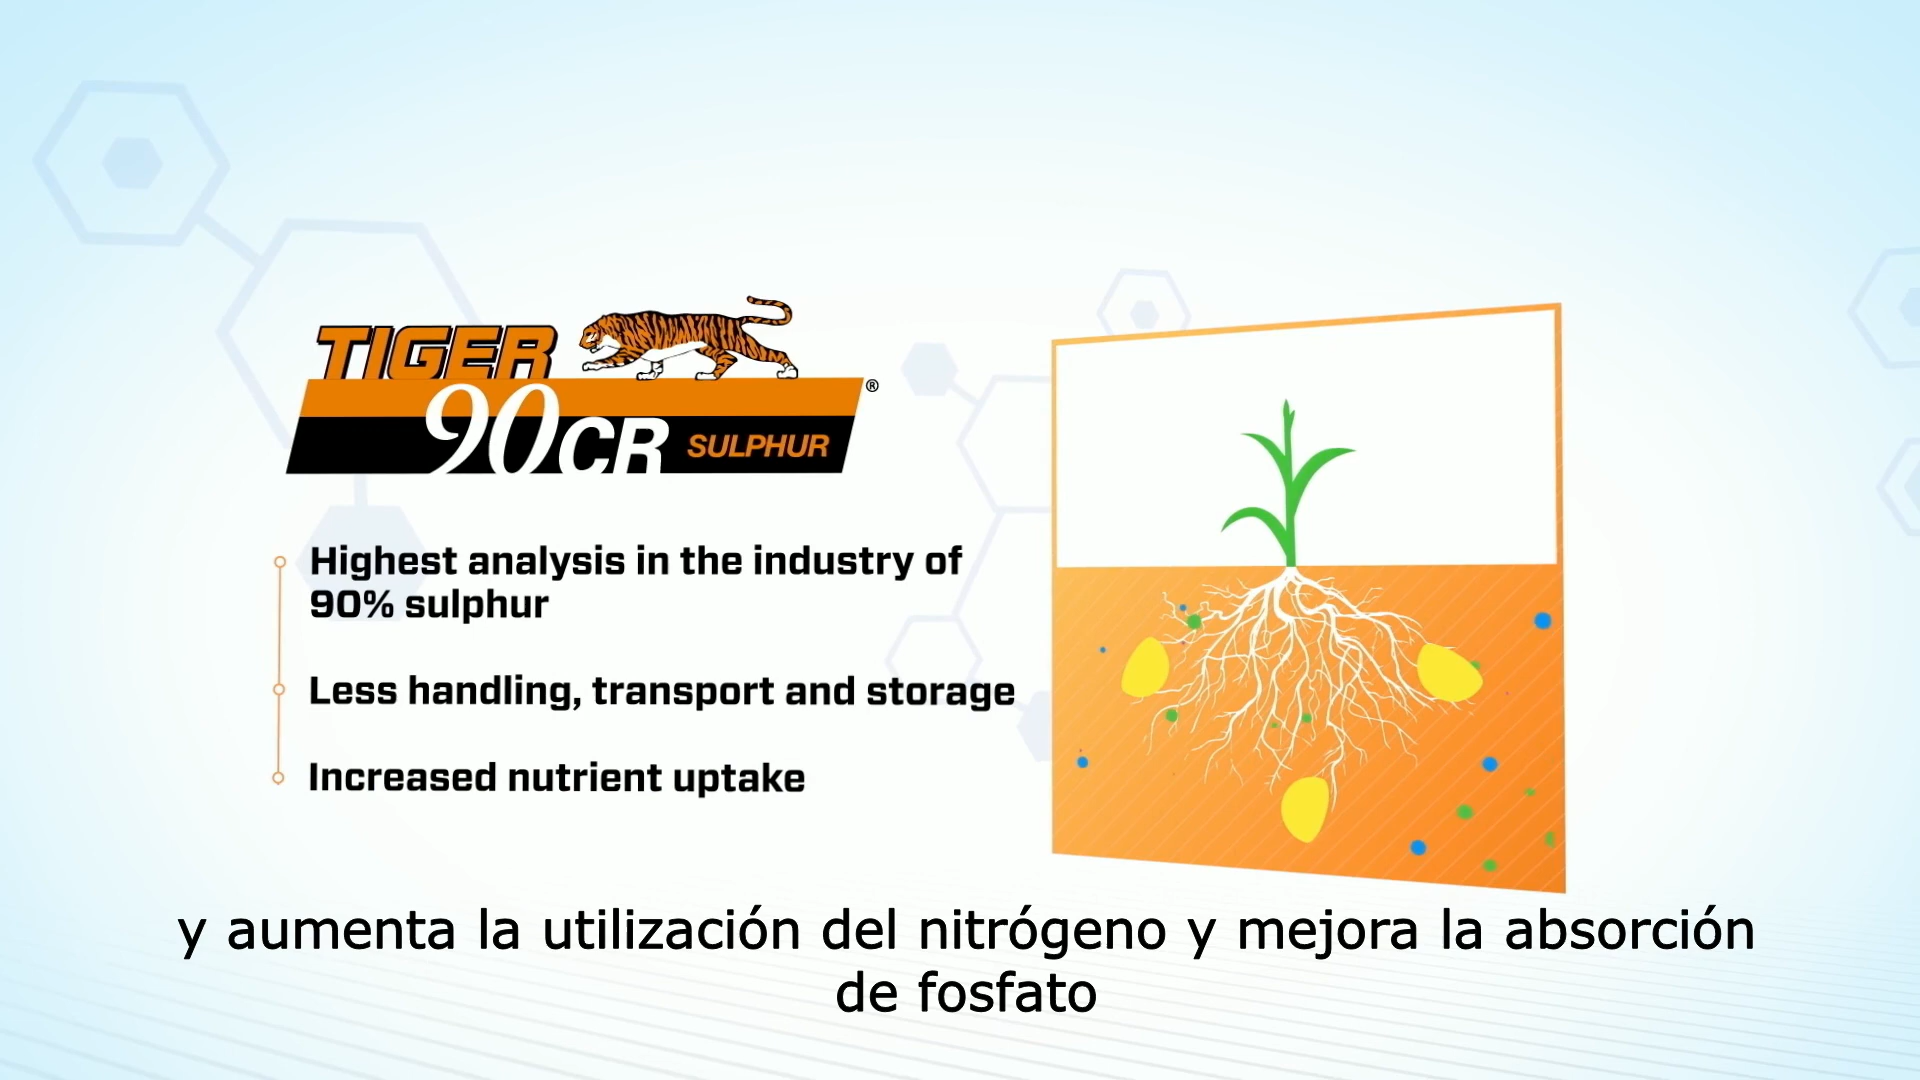 TIGER
90CR SULPHUR ®
Highest analysis in the industry of
90% sulphur
Less handling, transport and storage
Increased nutrient uptake
y aumenta la utilización del nitrógeno y mejora la absorción
de fosfato